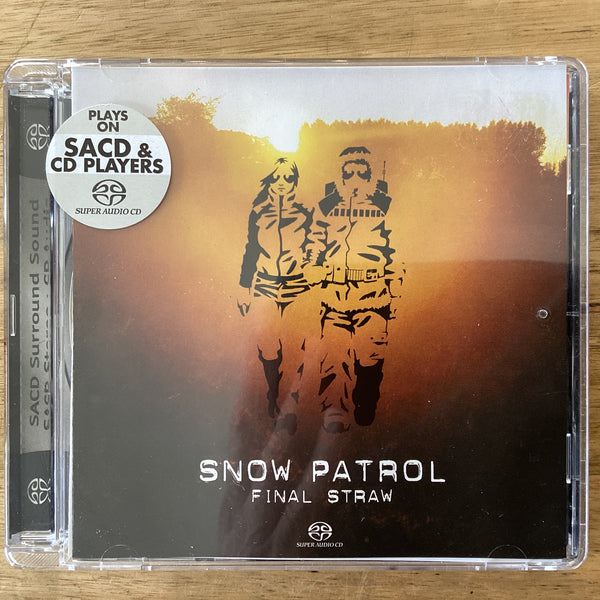 PLAYS
ON
SACD &
CD PLAYERS
SUPER AUDIO CD
SACD Surround Sound
SNOW PATROL
FINAL STRAW
SUPER AUDIO CD